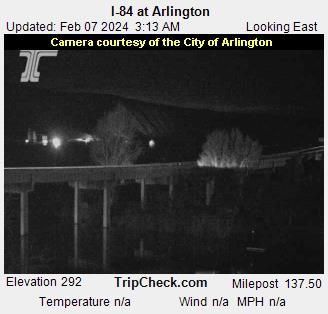 I-84 at Arlington
Updated: Feb 07 2024 3:13 AM Looking East
Camera courtesy of the City of Arlington
Elevation 292 TripCheck.com Milepost 137.50
Temperature n/a Wind n/a MPH n/a